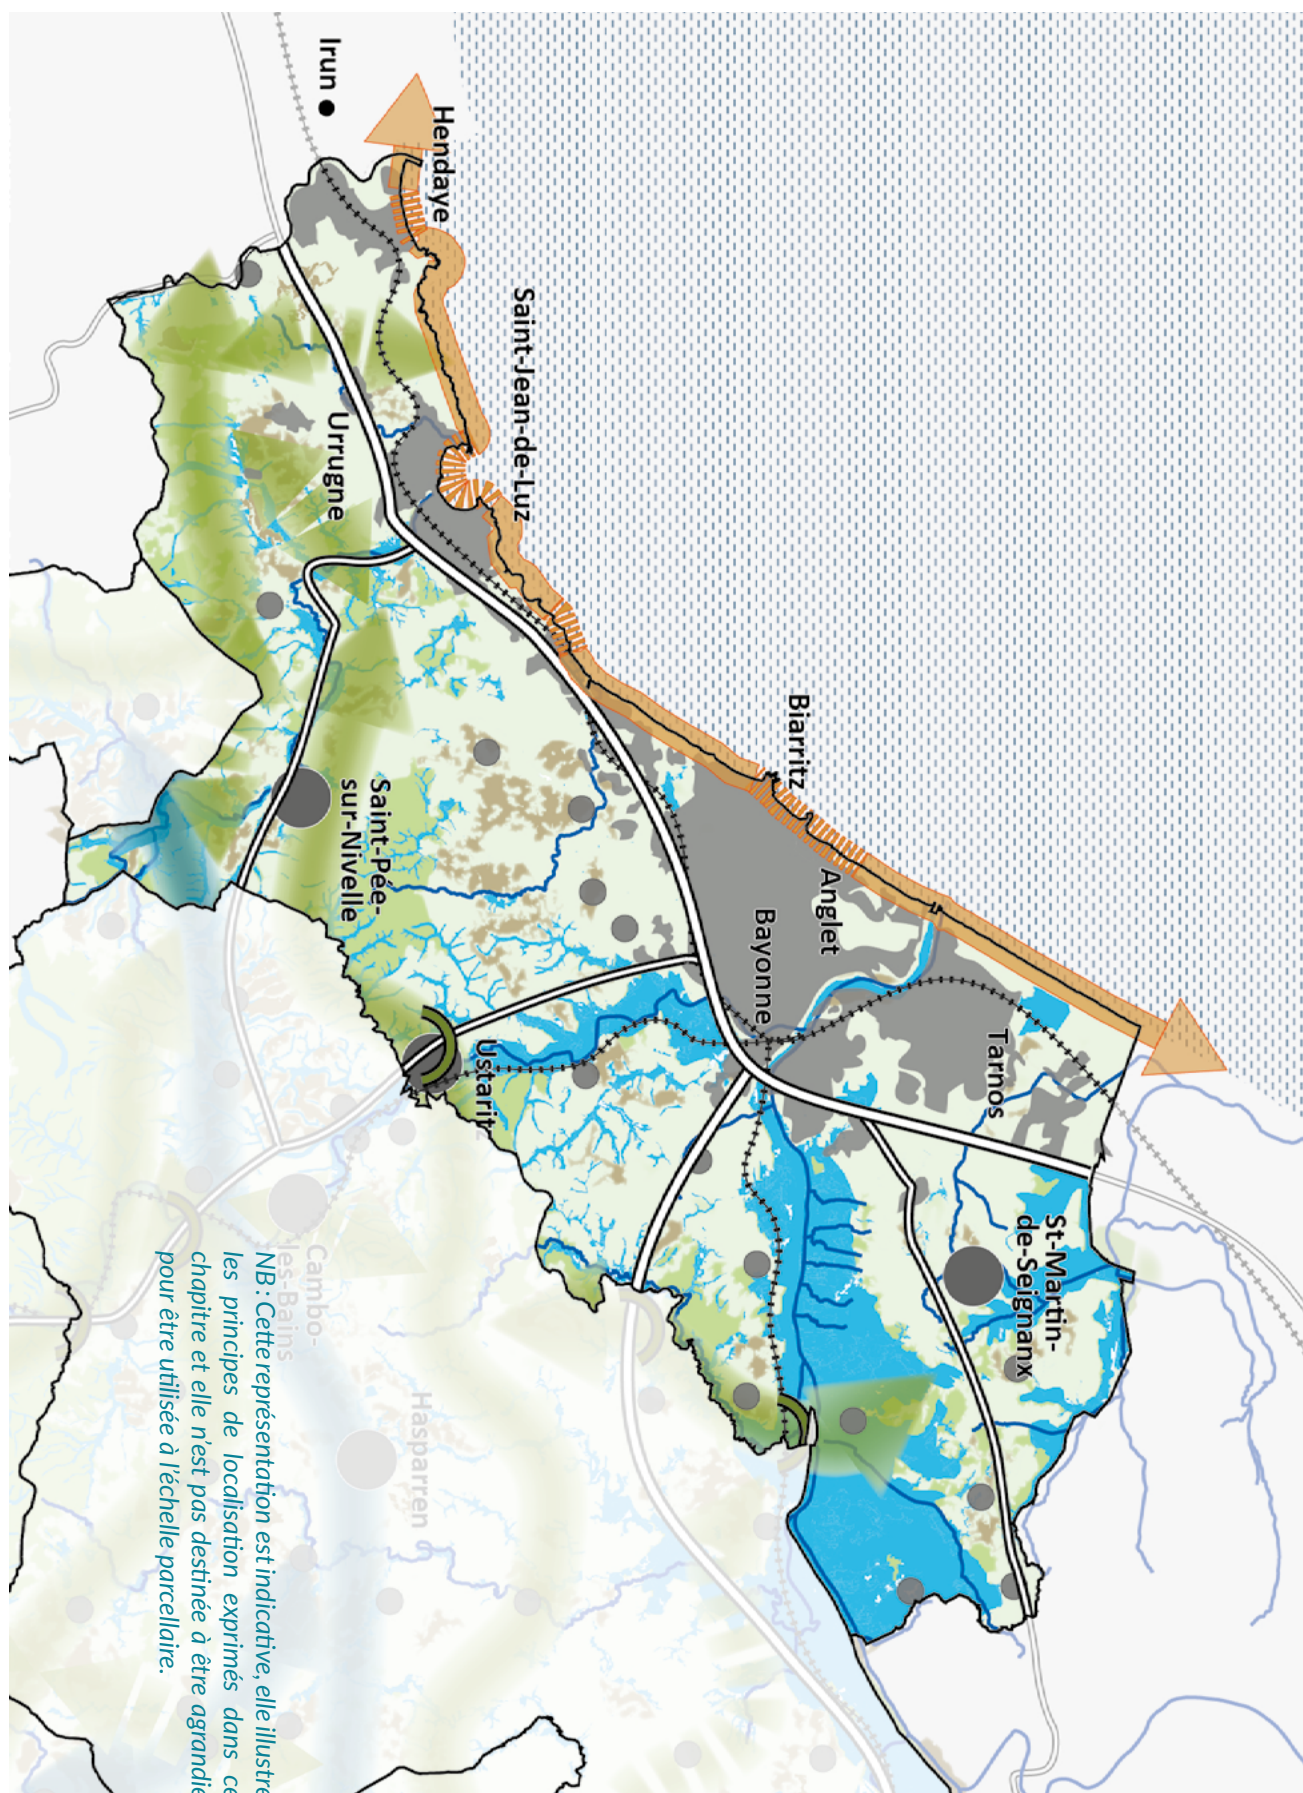 Irun
Hendaye
Saint-Jean-de-Luz
Urrugne
Biarritz
Anglet
Bayonne
Saint-Pée-
sur-Nivelle
Ustaritz
Tarnos
St-Martin-
de-Seignanx
Cambo-
les-Bains
Hasparren
NB : Cette représentation est indicative, elle illustre
les principes de localisation exprimés dans ce
chapitre et elle n'est pas destinée à être agrandie
pour être utilisée à l'échelle parcellaire.